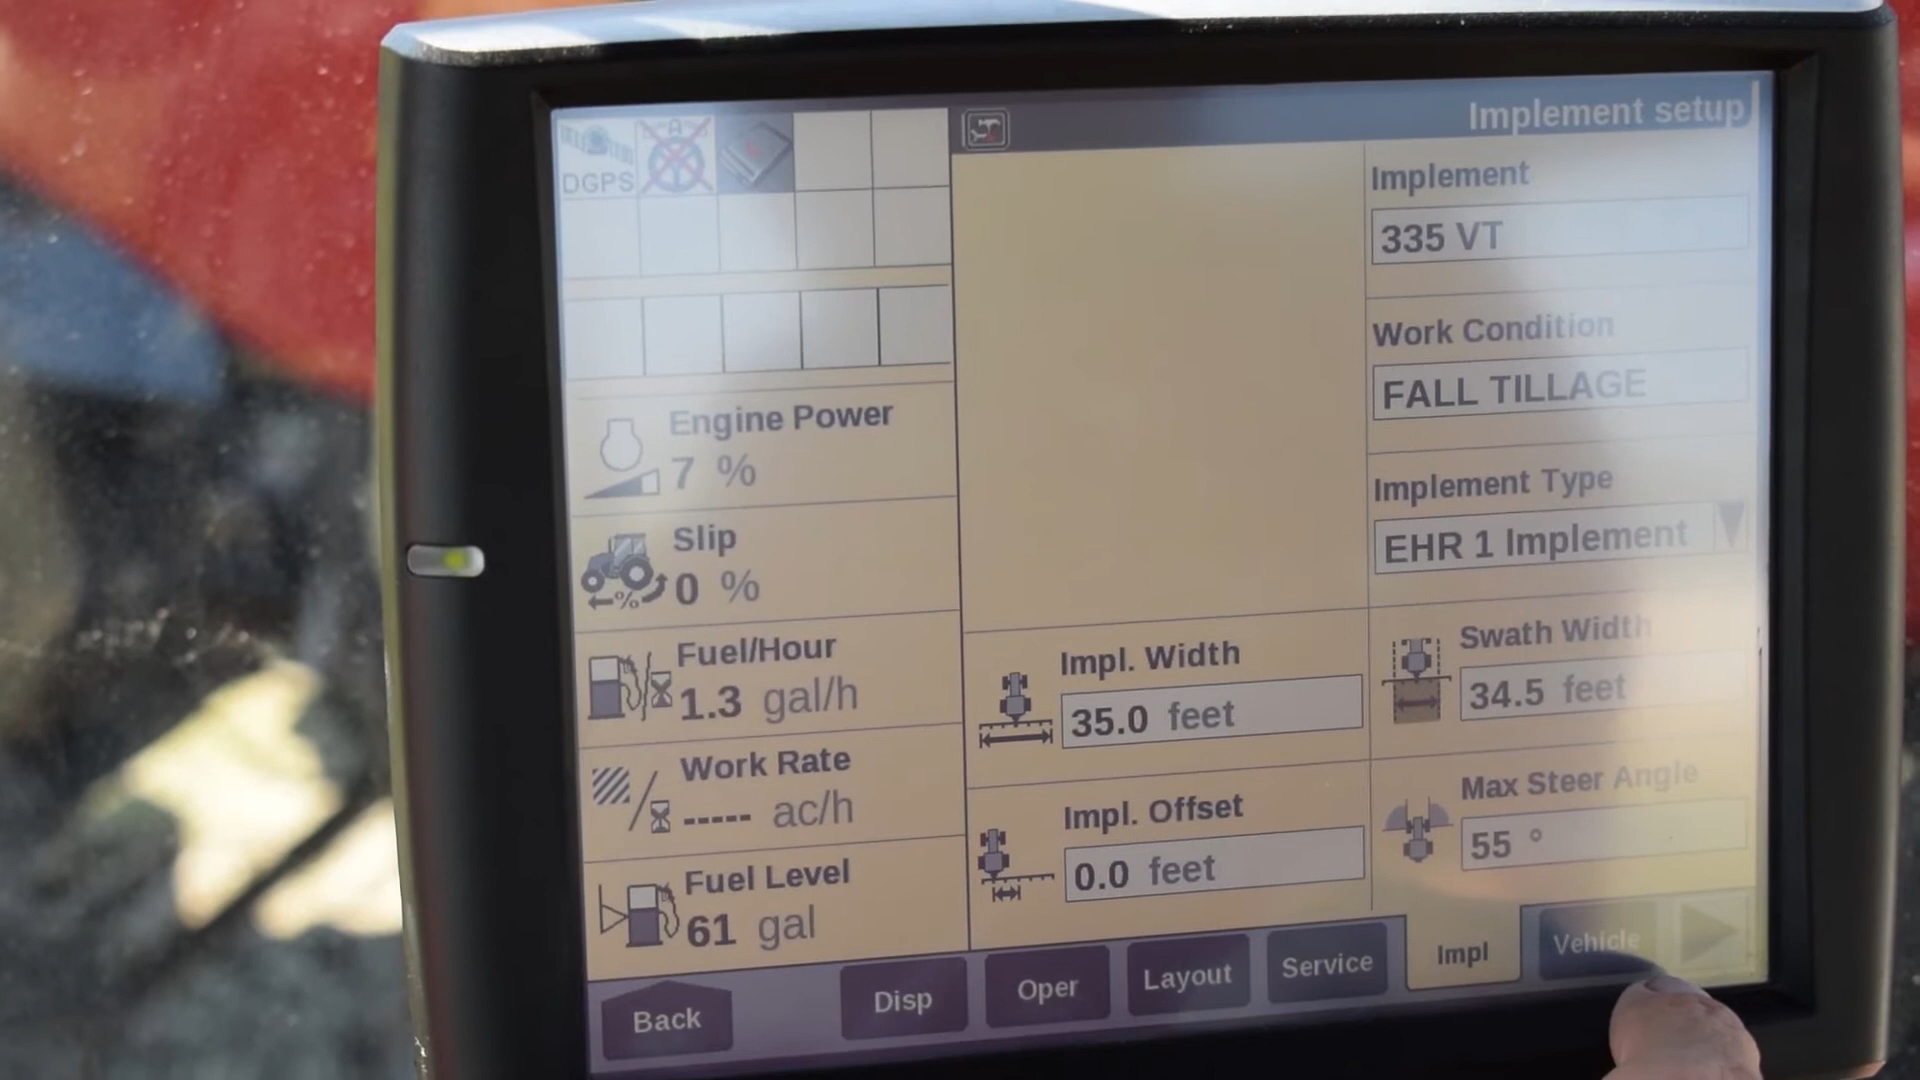 Implement setup
DGPS
Engine Power
7 %
Slip
0 %
Fuel/Hour
1.3 gal/h
Work Rate
----- ac/h
Fuel Level
61 gal
Implement
335 VT
Work Condition
FALL TILLAGE
Implement Type
EHR 1 Implement
Impl. Width
35.0 feet
Swath Width
34.5 feet
Impl. Offset
0.0 feet
Max Steer Angle
55 °
Back
Disp
Oper
Layout
Service
Impl
Vehicle